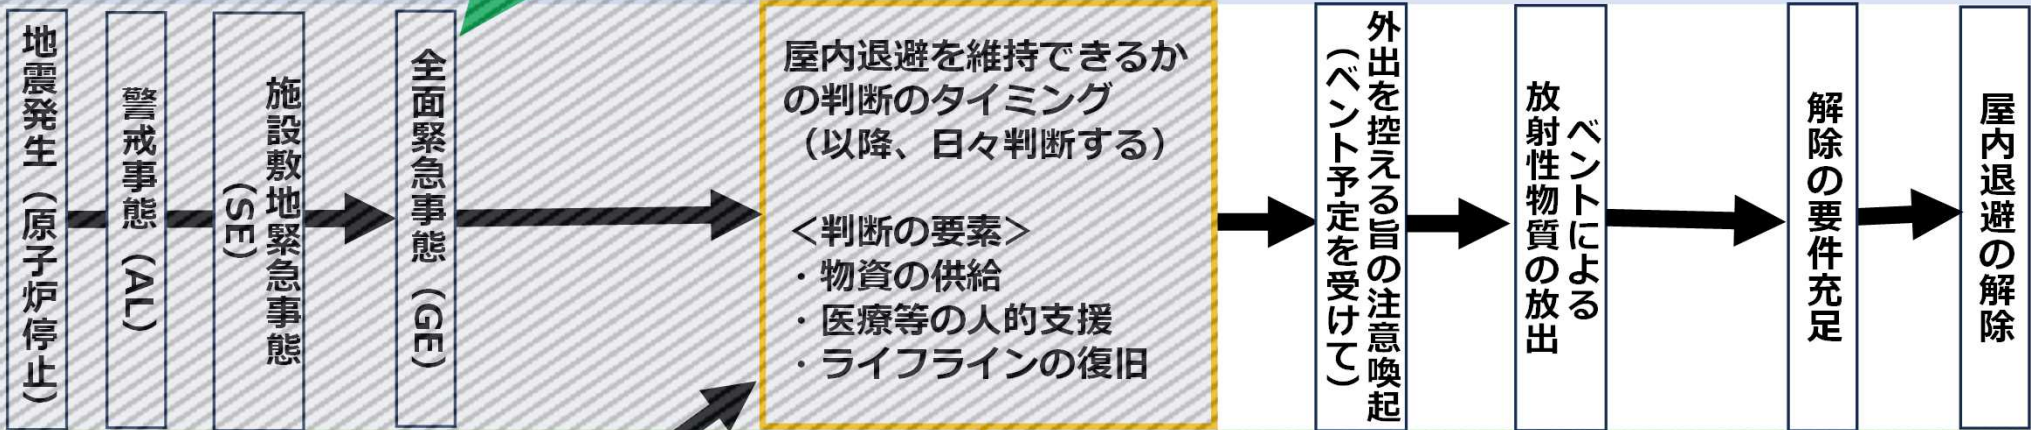 地震発生（原子炉停止）
警戒事態（AL）
施設敷地緊急事態
（SE）
全面緊急事態（GE）
屋内退避を維持できるか
の判断のタイミング
（以降、日々判断する）
＜判断の要素＞
・物資の供給
・医療等の人的支援
・ライフラインの復旧
外出を控える旨の注意喚起
（ベント予定を受けて）
ベントによる
放射性物質の放出
解除の要件充足
屋内退避の解除